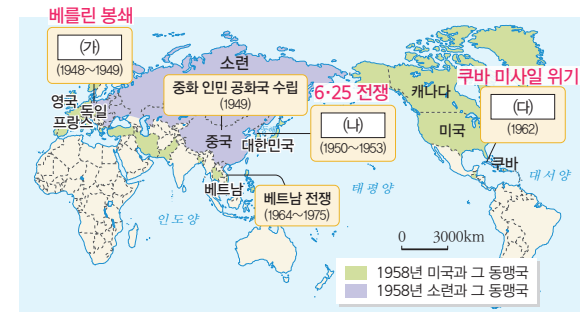 베를린 봉쇄
(가)
(1948~1949)
소련
중화 인민 공화국 수립
(1949)
6·25 전쟁
(나)
(1950~1953)
쿠바 미사일 위기
(다)
(1962)
캐나다
미국
영국
독일
프랑스
중국
대한민국
쿠바
대서양
베트남
태평양
베트남 전쟁
(1964~1975)
인도양
0 3000km
1958년 미국과 그 동맹국
1958년 소련과 그 동맹국